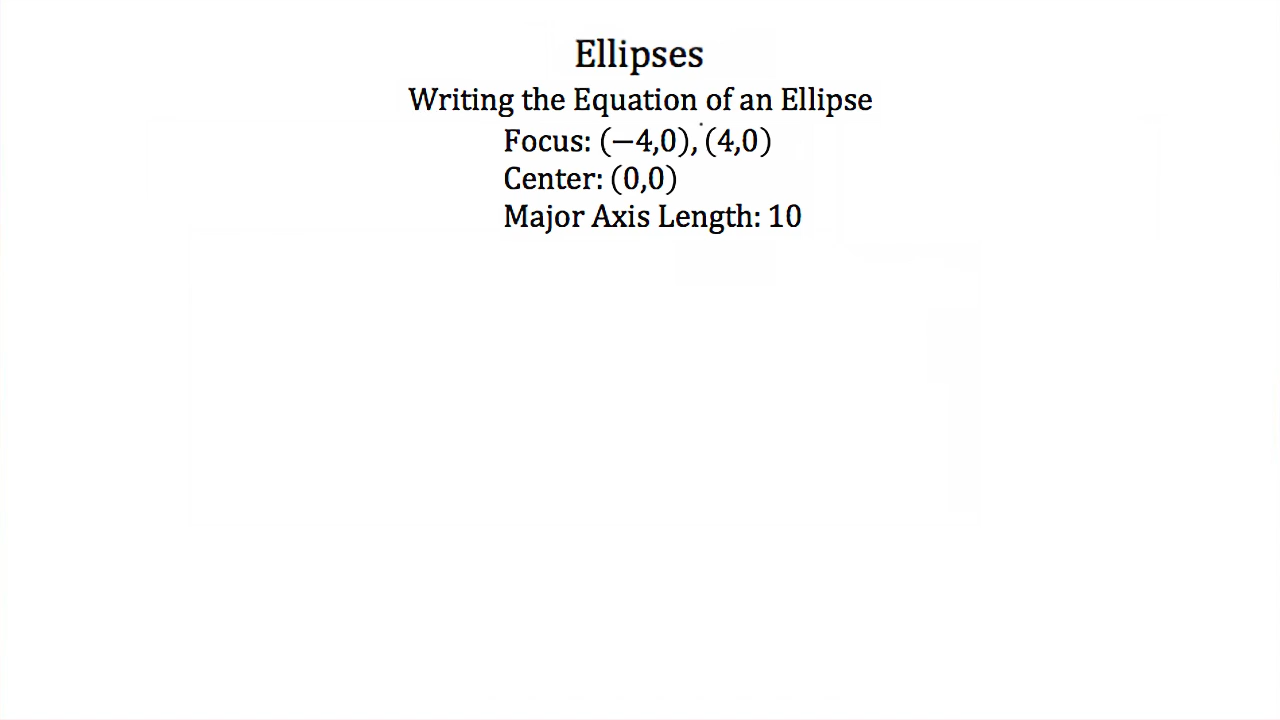 Ellipses
Writing the Equation of an Ellipse
Focus: (−4,0), (4,0)
Center: (0,0)
Major Axis Length: 10